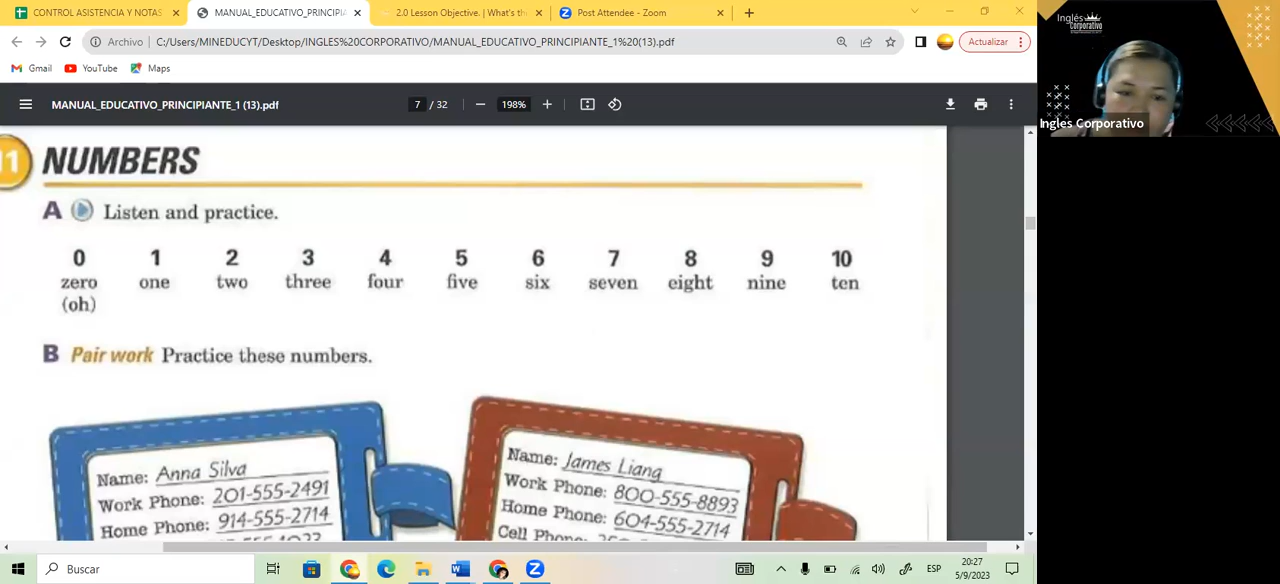 CONTROL ASISTENCIA Y NOTAS
MANUAL_EDUCATIVO_PRINCIPIA
2.0 Lesson Objective. | What's th
Post Attendee - Zoom
Archivo
C:/Users/MINEDUCYT/Desktop/INGLES%20CORPORATIVO/MANUAL_EDUCATIVO_PRINCIPIANTE_1%20(13).pdf
Actualizar
Gmail
YouTube
Maps
MANUAL_EDUCATIVO_PRINCIPIANTE_1 (13).pdf
7 / 32
198%
Inglés
Corporativo
Ingles Corporativo
11 NUMBERS
A Listen and practice.
0 1 2 3 4 5 6 7 8 9 10
zero one two three four five six seven eight nine ten
(oh)
B Pair work Practice these numbers.
Name: Anna Silva
Work Phone: 201-555-2491
Home Phone: 914-555-2714
Name: James Liang
Work Phone: 800-555-8893
Home Phone: 604-555-2714
Cell Phone:
Buscar
ESP
20:27
5/9/2023